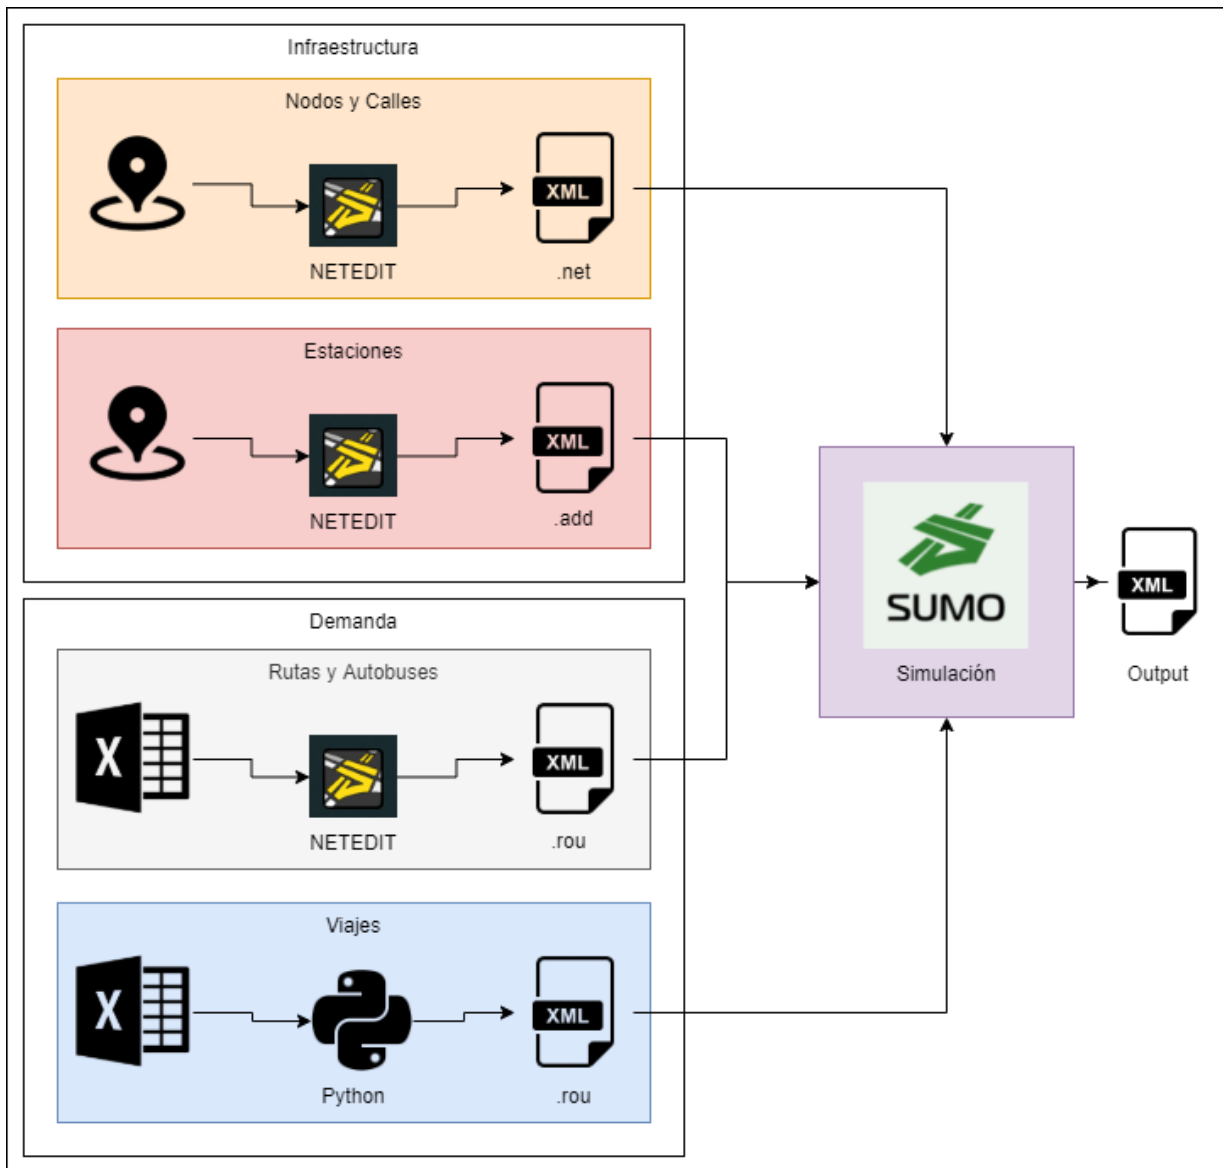 Infraestructura
Nodos y Calles
XML
NETEDIT
.net
Estaciones
XML
NETEDIT
.add
Demanda
Rutas y Autobuses
X
XML
NETEDIT
.rou
Viajes
X
XML
Python
.rou
SUMO
Simulación
XML
Output